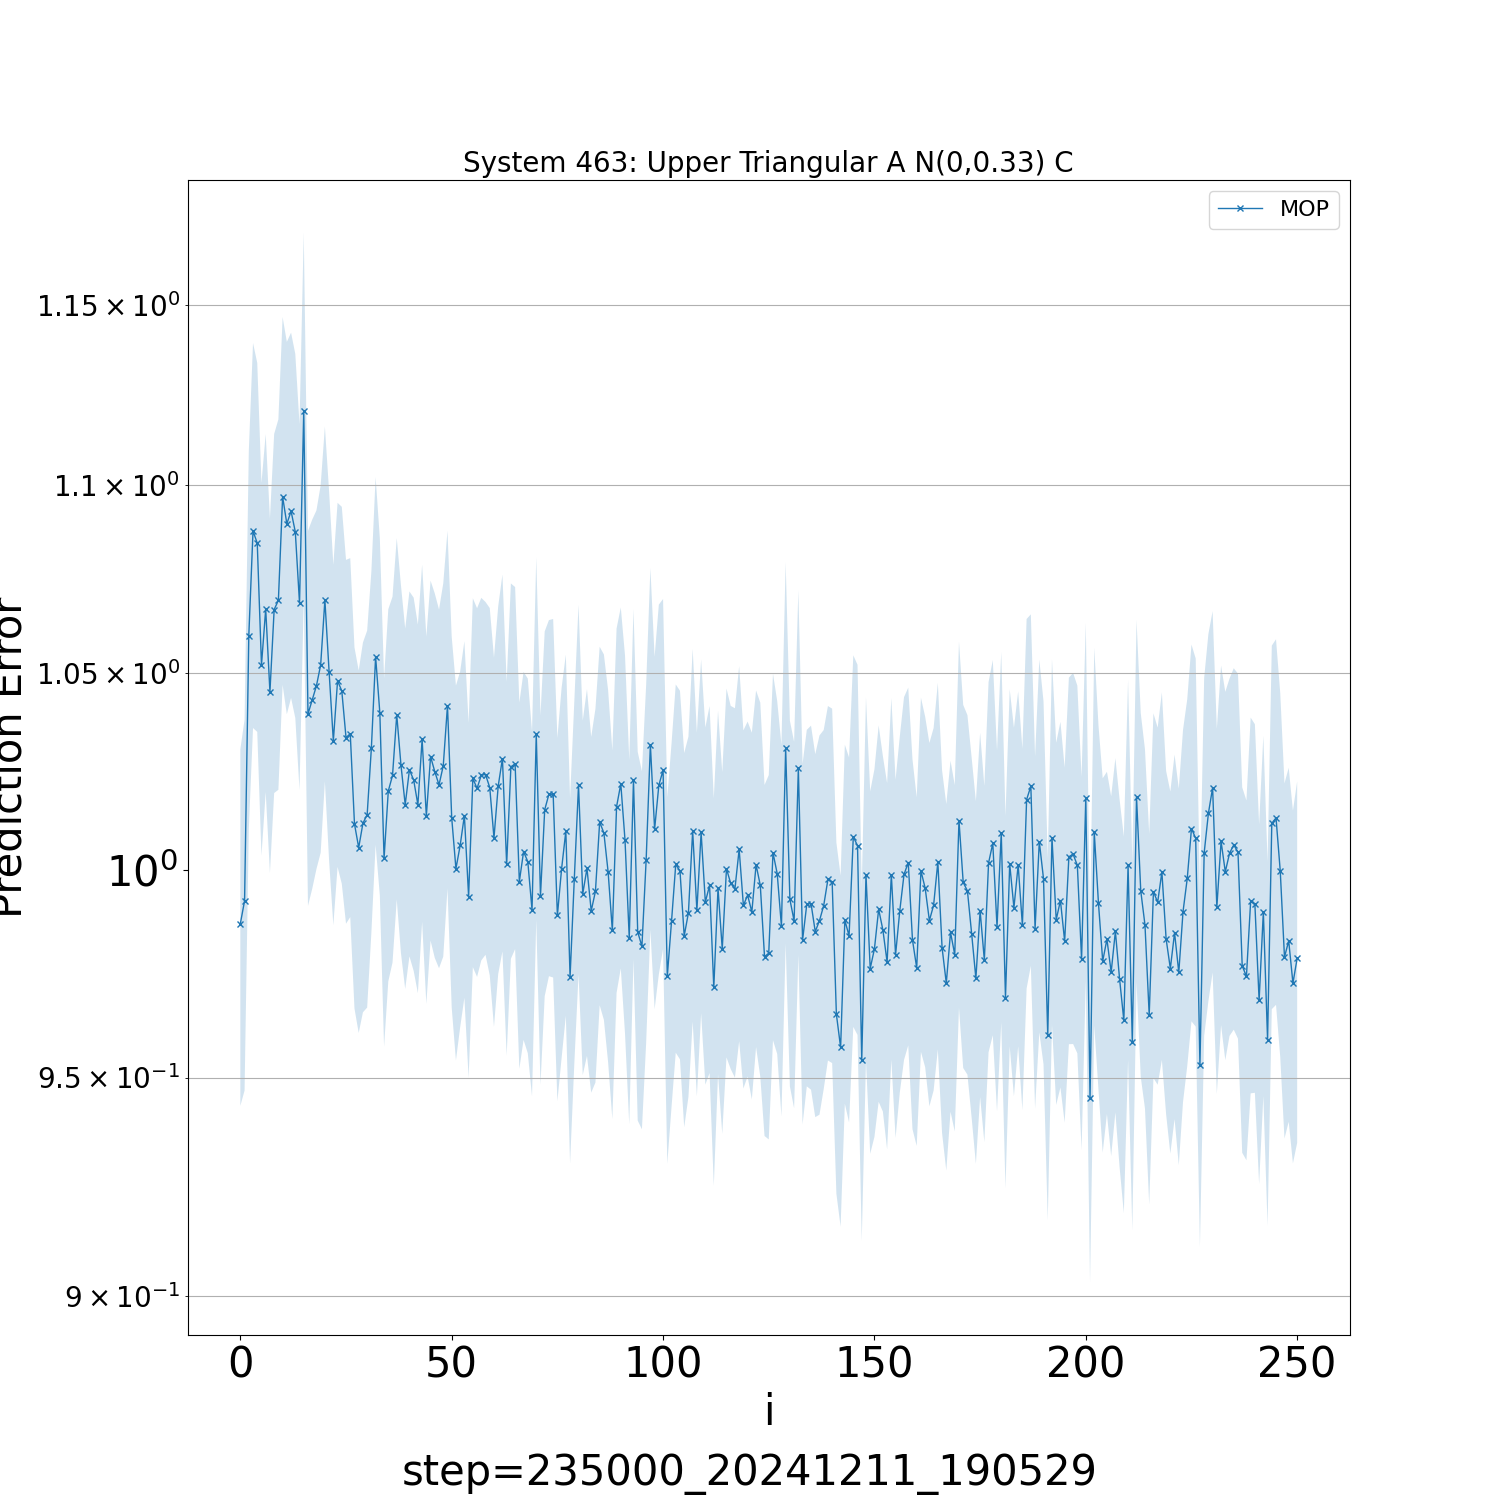 System 463: Upper Triangular A N(0,0.33) C
MOP
1.15 × 10⁰
1.1 × 10⁰
1.05 × 10⁰
10⁰
9.5 × 10⁻¹
9 × 10⁻¹
Prediction Error
0 50 100 150 200 250
i
step=235000_20241211_190529